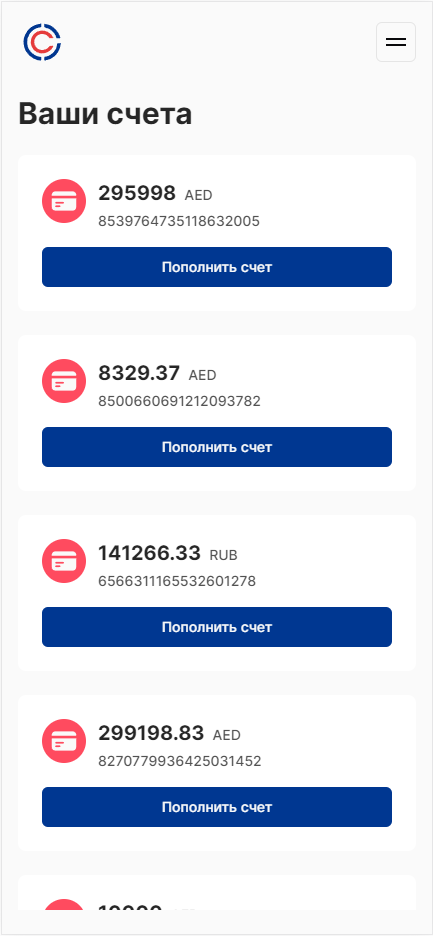 Ваши счета
295998 AED
8539764735118632005
Пополнить счет
8329.37 AED
8500660691212093782
Пополнить счет
141266.33 RUB
6566311165532601278
Пополнить счет
299198.83 AED
8270779936425031452
Пополнить счет